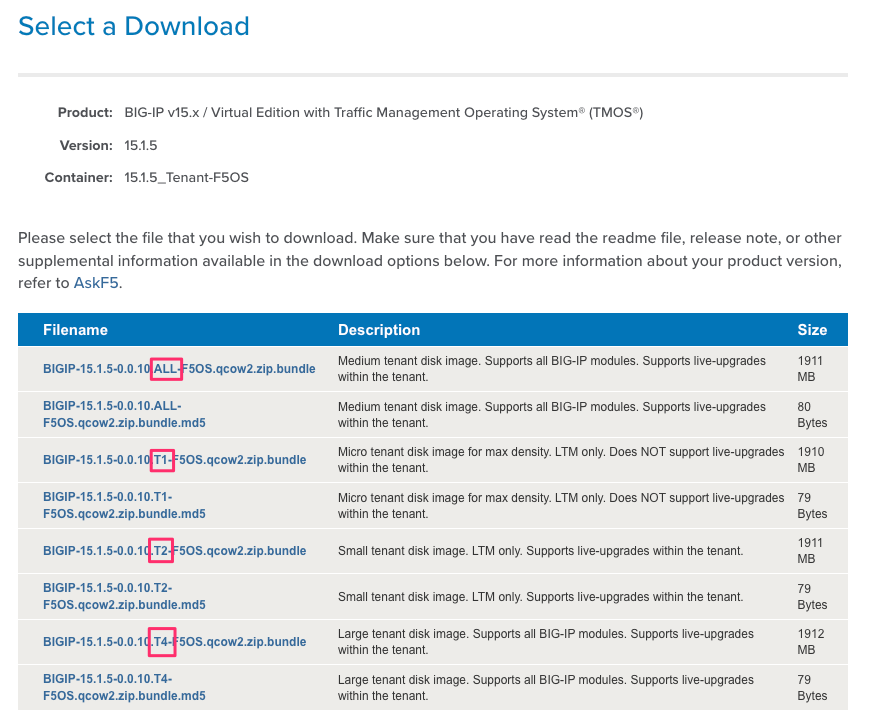 Select a Download
Product: BIG-IP v15.x / Virtual Edition with Traffic Management Operating System® (TMOS®)
Version: 15.1.5
Container: 15.1.5_Tenant-F5OS
Please select the file that you wish to download. Make sure that you have read the readme file, release note, or other
supplemental information available in the download options below. For more information about your product version,
refer to AskF5.
Filename Description Size
BIGIP-15.1.5-0.0.10.ALL-F5OS.qcow2.zip.bundle Medium tenant disk image. Supports all BIG-IP modules. Supports live-upgrades 1911
within the tenant. MB
BIGIP-15.1.5-0.0.10.ALL- Medium tenant disk image. Supports all BIG-IP modules. Supports live-upgrades 80
F5OS.qcow2.zip.bundle.md5 within the tenant. Bytes
BIGIP-15.1.5-0.0.10.T1-F5OS.qcow2.zip.bundle Micro tenant disk image for max density. LTM only. Does NOT support live-upgrades 1910
within the tenant. MB
BIGIP-15.1.5-0.0.10.T1- Micro tenant disk image for max density. LTM only. Does NOT support live-upgrades 79
F5OS.qcow2.zip.bundle.md5 within the tenant. Bytes
BIGIP-15.1.5-0.0.10.T2-F5OS.qcow2.zip.bundle Small tenant disk image. LTM only. Supports live-upgrades within the tenant. 1911
MB
BIGIP-15.1.5-0.0.10.T2- Small tenant disk image. LTM only. Supports live-upgrades within the tenant. 79
F5OS.qcow2.zip.bundle.md5 Bytes
BIGIP-15.1.5-0.0.10.T4-F5OS.qcow2.zip.bundle Large tenant disk image. Supports all BIG-IP modules. Supports live-upgrades 1912
within the tenant. MB
BIGIP-15.1.5-0.0.10.T4- Large tenant disk image. Supports all BIG-IP modules. Supports live-upgrades 79
F5OS.qcow2.zip.bundle.md5 within the tenant. Bytes